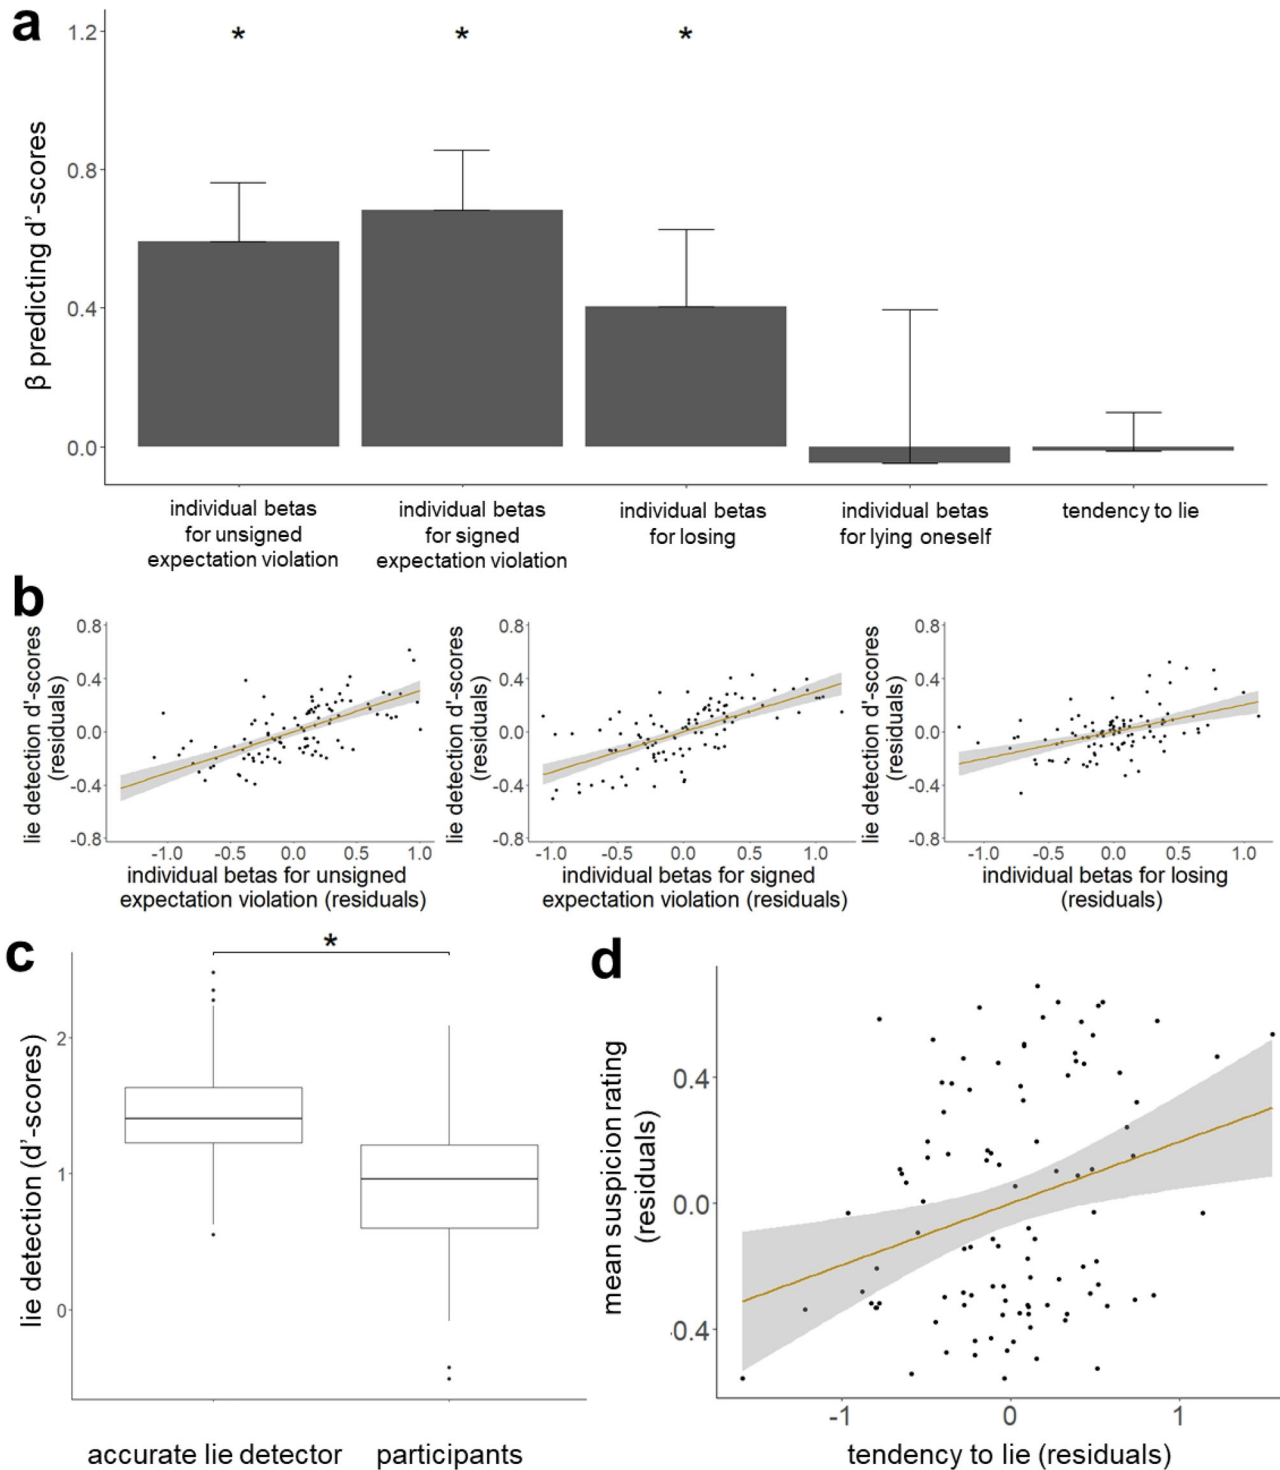 a
β predicting d’-scores
1.2
0.8
0.4
0.0
* * *
individual betas
for unsigned
expectation violation
individual betas
for signed
expectation violation
individual betas
for losing
individual betas
for lying oneself
tendency to lie
b
lie detection d'-scores
(residuals)
0.8
0.4
0.0
-0.4
-0.8
-1.0 -0.5 0.0 0.5 1.0
individual betas for unsigned
expectation violation (residuals)
lie detection d'-scores
(residuals)
0.8
0.4
0.0
-0.4
-0.8
-1.0 -0.5 0.0 0.5 1.0
individual betas for signed
expectation violation (residuals)
lie detection d'-scores
(residuals)
0.8
0.4
0.0
-0.4
-0.8
-1.0 -0.5 0.0 0.5 1.0
individual betas for losing
(residuals)
c
*
lie detection (d’-scores)
2
1
0
accurate lie detector
participants
d
mean suspicion rating
(residuals)
0.4
0.0
.0.4
-1 0 1
tendency to lie (residuals)